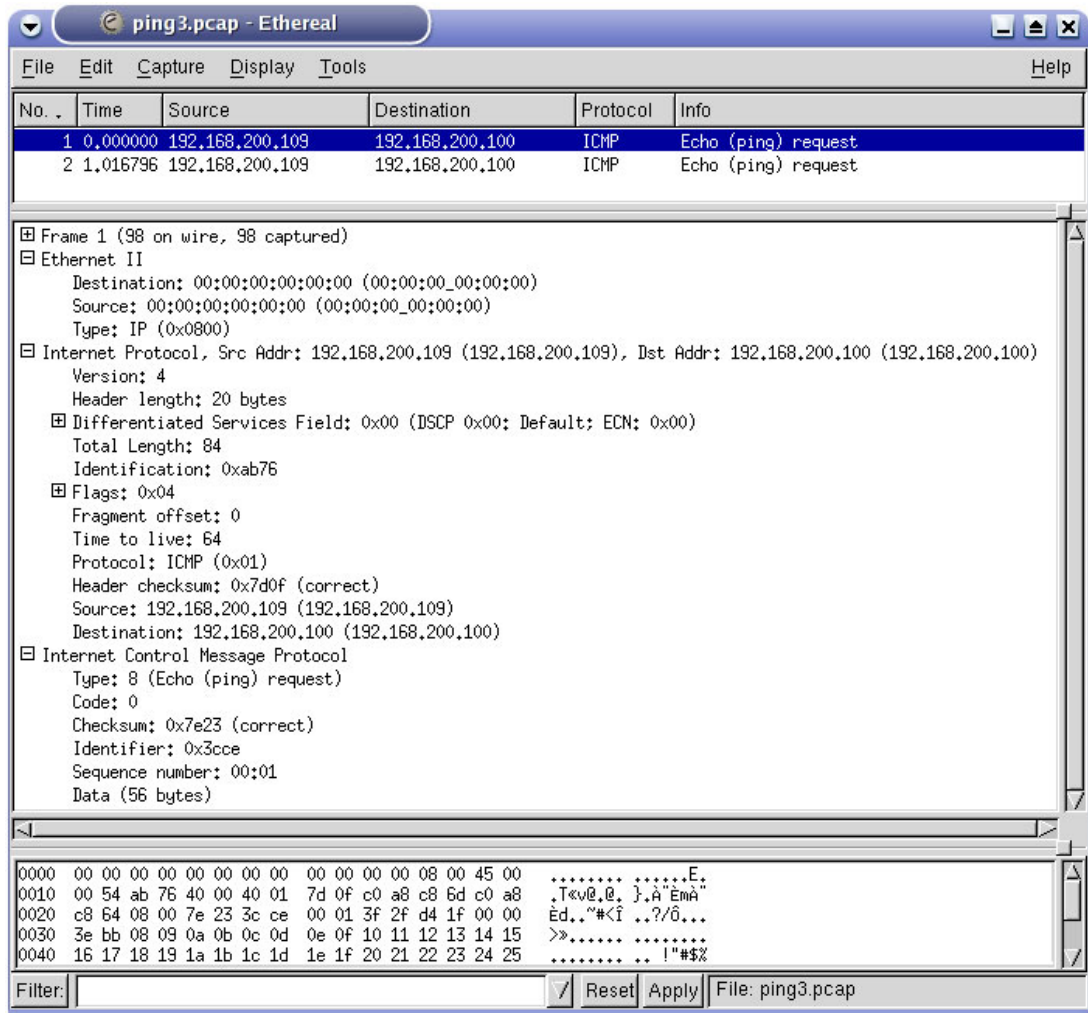 ping3.pcap - Ethereal
File Edit Capture Display Tools Help
No. . Time Source Destination Protocol Info
1 0.000000 192.168.200.109 192.168.200.100 ICMP Echo (ping) request
2 1.016796 192.168.200.109 192.168.200.100 ICMP Echo (ping) request
Frame 1 (98 on wire, 98 captured)
Ethernet II
Destination: 00:00:00:00:00:00 (00:00:00_00:00:00)
Source: 00:00:00:00:00:00 (00:00:00_00:00:00)
Type: IP (0x0800)
Internet Protocol, Src Addr: 192.168.200.109 (192.168.200.109), Dst Addr: 192.168.200.100 (192.168.200.100)
Version: 4
Header length: 20 bytes
Differentiated Services Field: 0x00 (DSCP 0x00: Default; ECN: 0x00)
Total Length: 84
Identification: 0xab76
Flags: 0x04
Fragment offset: 0
Time to live: 64
Protocol: ICMP (0x01)
Header checksum: 0x7d0f (correct)
Source: 192.168.200.109 (192.168.200.109)
Destination: 192.168.200.100 (192.168.200.100)
Internet Control Message Protocol
Type: 8 (Echo (ping) request)
Code: 0
Checksum: 0x7e23 (correct)
Identifier: 0x3cce
Sequence number: 00:01
Data (56 bytes)
0000 00 00 00 00 00 00 00 00 00 00 00 00 08 00 45 00 ........ ......E.
0010 00 54 ab 76 40 00 40 01 7d 0f c0 a8 c8 6d c0 a8 .T«v@.@. }.À¨ÈmÀ¨
0020 c8 64 08 00 7e 23 3c ce 00 01 3f 2f d4 1f 00 00 Èd..~#<Î ..?/Ô...
0030 3e bb 08 09 0a 0b 0c 0d 0e 0f 10 11 12 13 14 15 >»...... ........
0040 16 17 18 19 1a 1b 1c 1d 1e 1f 20 21 22 23 24 25 ........ .. !"#$%
Filter: Reset Apply File: ping3.pcap